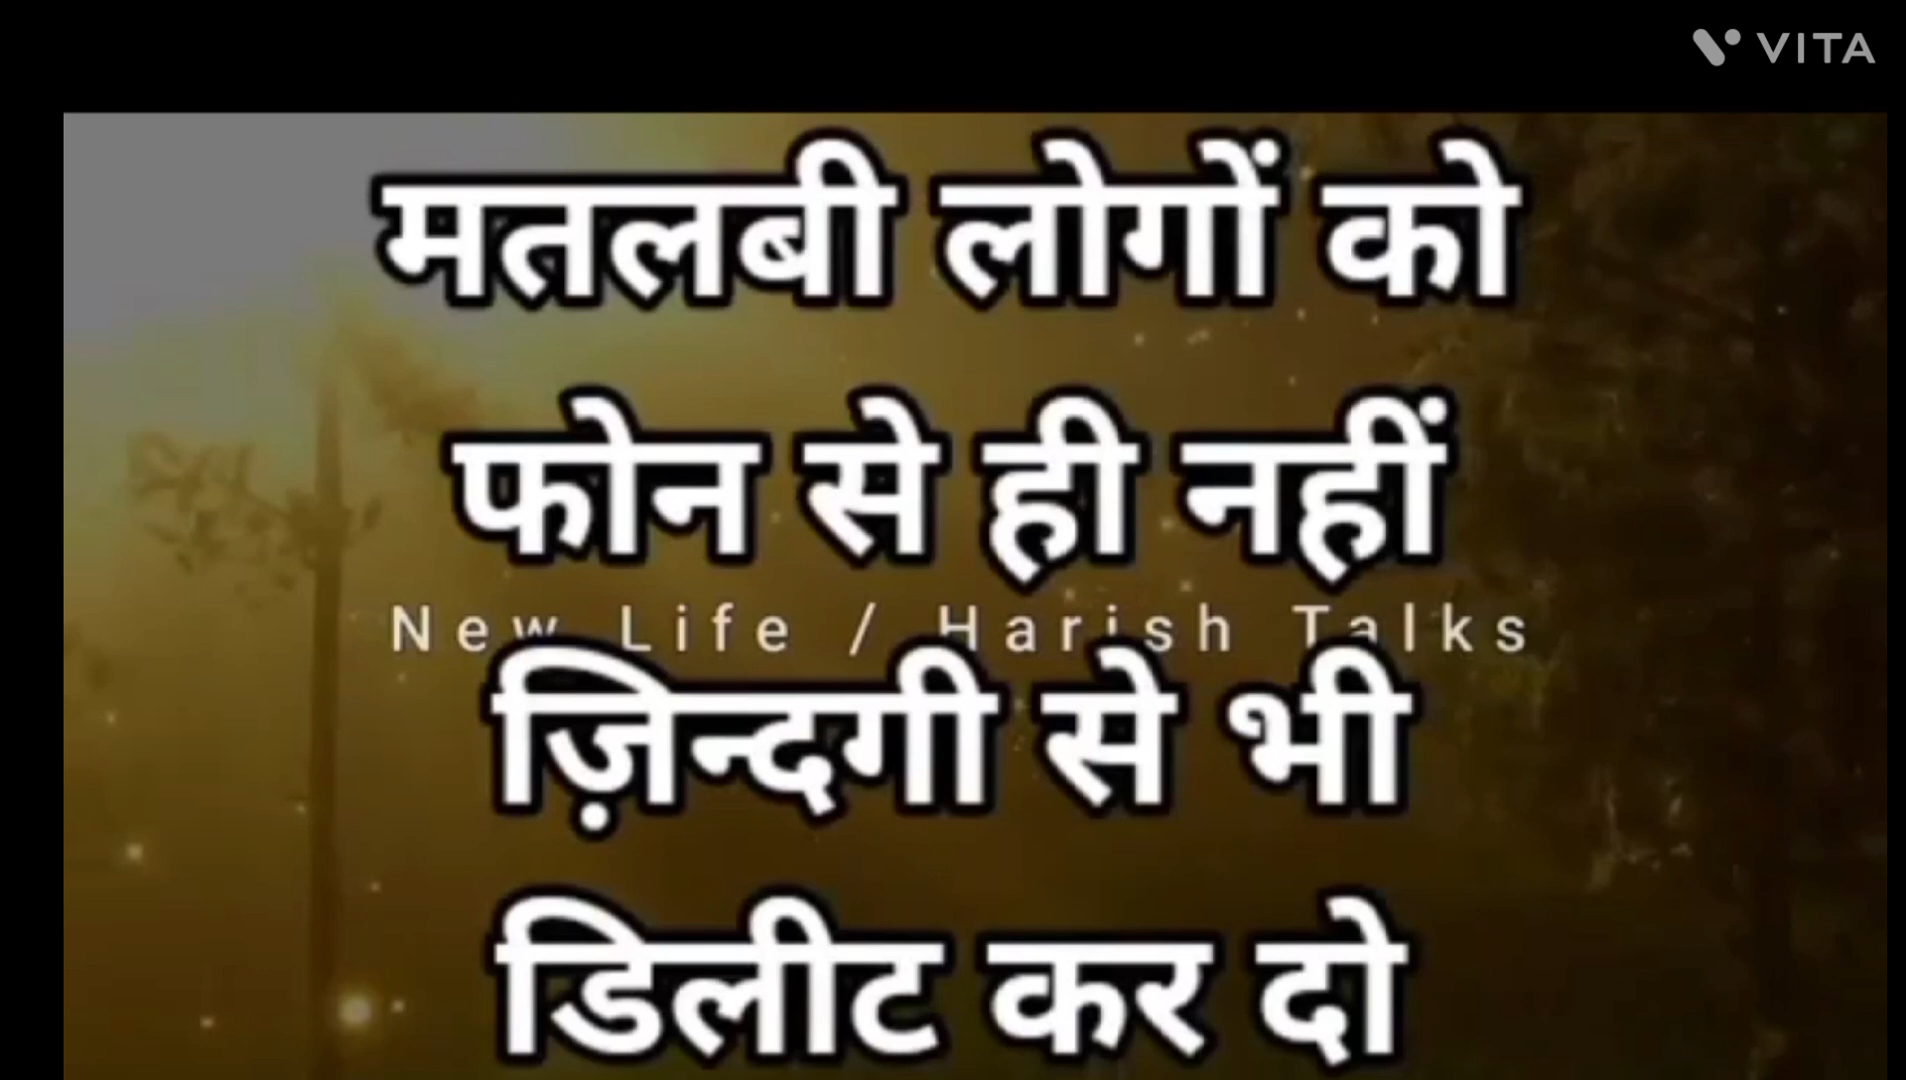 VITA
मतलबी लोगों को
फोन से ही नहीं
New Life / Harish Talks
ज़िन्दगी से भी
डिलीट कर दो